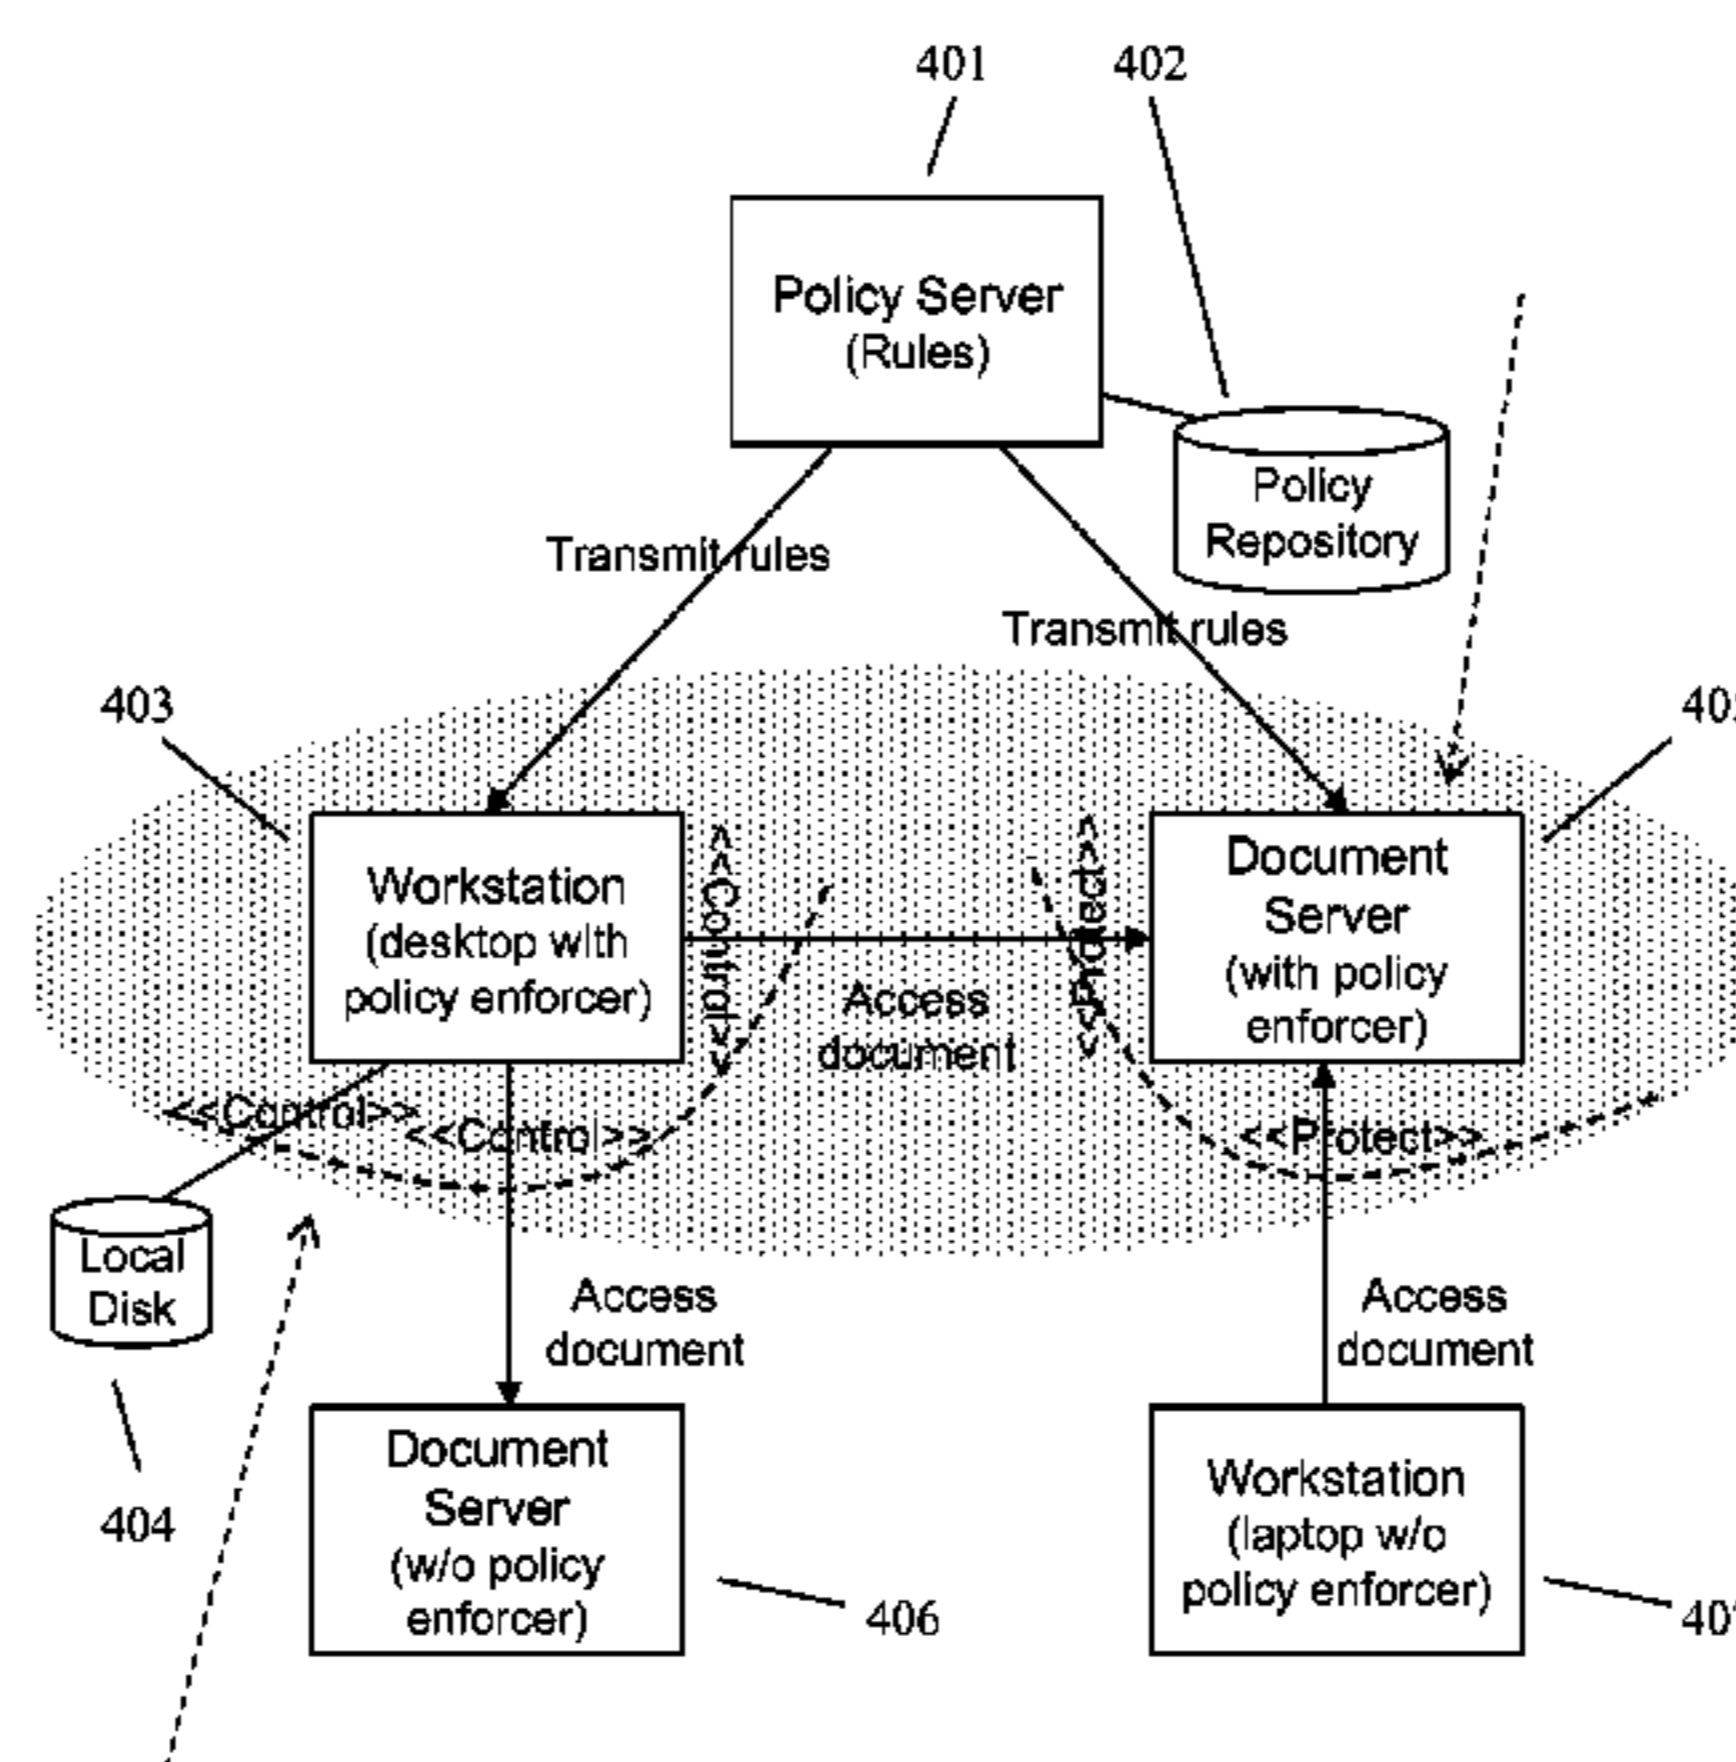 401
402
Policy Server
(Rules)
Policy
Repository
Transmit rules
Transmit rules
403
Workstation
(desktop with
policy enforcer)
<<Control>>
<<Protect>>
Document
Server
(with policy
enforcer)
Access
document
<<Control>>
<<Control>>
<<Protect>>
Local
Disk
Access
document
Access
document
404
Document
Server
(w/o policy
enforcer)
406
Workstation
(laptop w/o
policy enforcer)